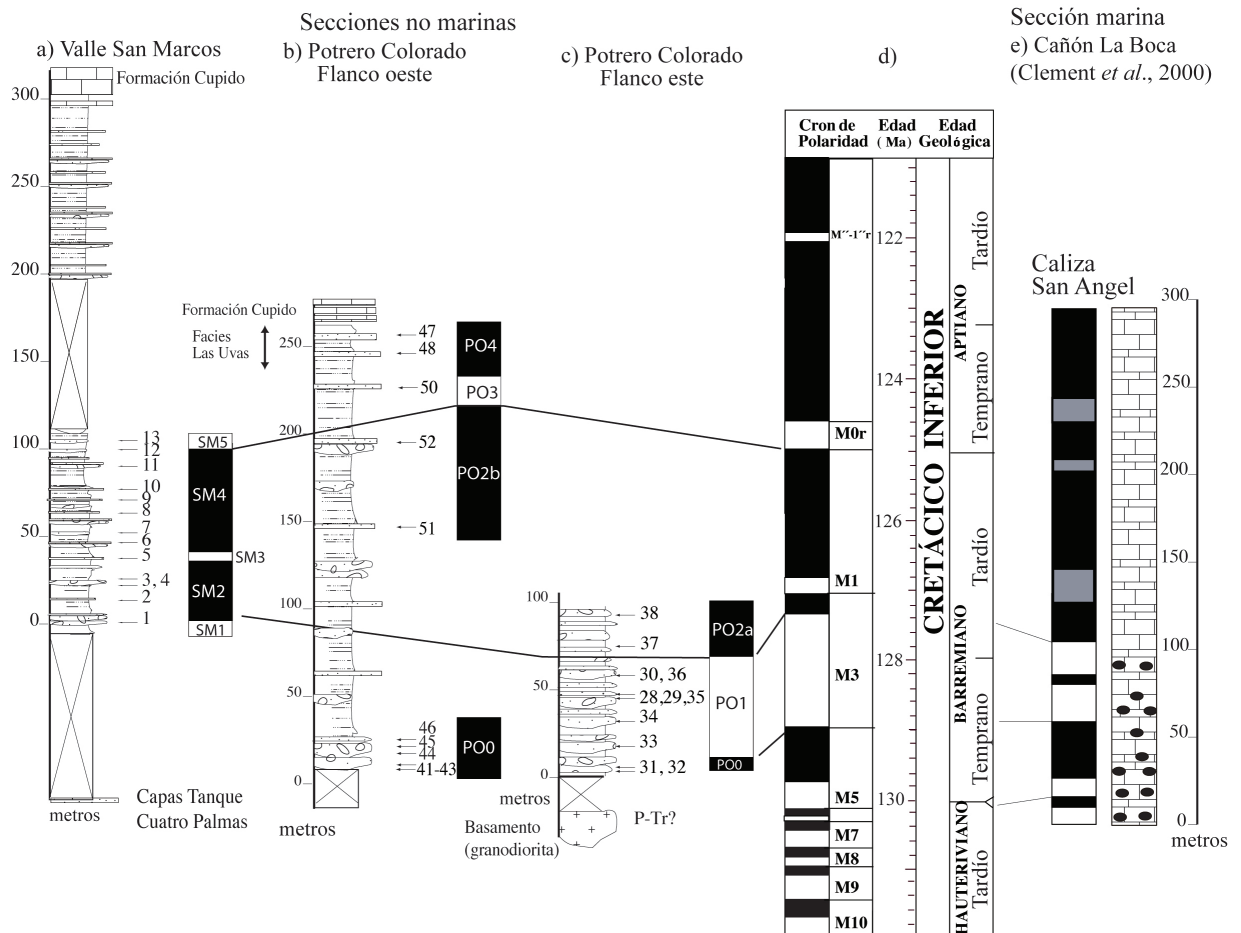 Secciones no marinas
a) Valle San Marcos
Formación Cupido
300
250
200
150
100
50
0
metros
13
12
11
10
9
8
7
6
5
3, 4
2
1
SM5
SM4
SM3
SM2
SM1
Capas Tanque
Cuatro Palmas
b) Potrero Colorado
Flanco oeste
Formación Cupido
Facies
Las Uvas
250
200
150
100
50
0
metros
47
48
50
52
51
46
45
44
41-43
PO4
PO3
PO2b
PO0
c) Potrero Colorado
Flanco este
100
50
0
metros
38
37
30, 36
28,29,35
34
33
31, 32
PO2a
PO1
PO0
P-Tr?
Basamento
(granodiorita)
d)
Cron de
Polaridad
Edad
( Ma)
Edad
Geológica
M´´-1´´r
M0r
M1
M3
M5
M7
M8
M9
M10
122
124
126
128
130
CRETÁCICO INFERIOR
APTIANO
Tardío
Temprano
BARREMIANO
Tardío
Temprano
HAUTERIVIANO
Tardío
Sección marina
e) Cañón La Boca
(Clement et al., 2000)
Caliza
San Angel
300
250
200
150
100
50
0
metros